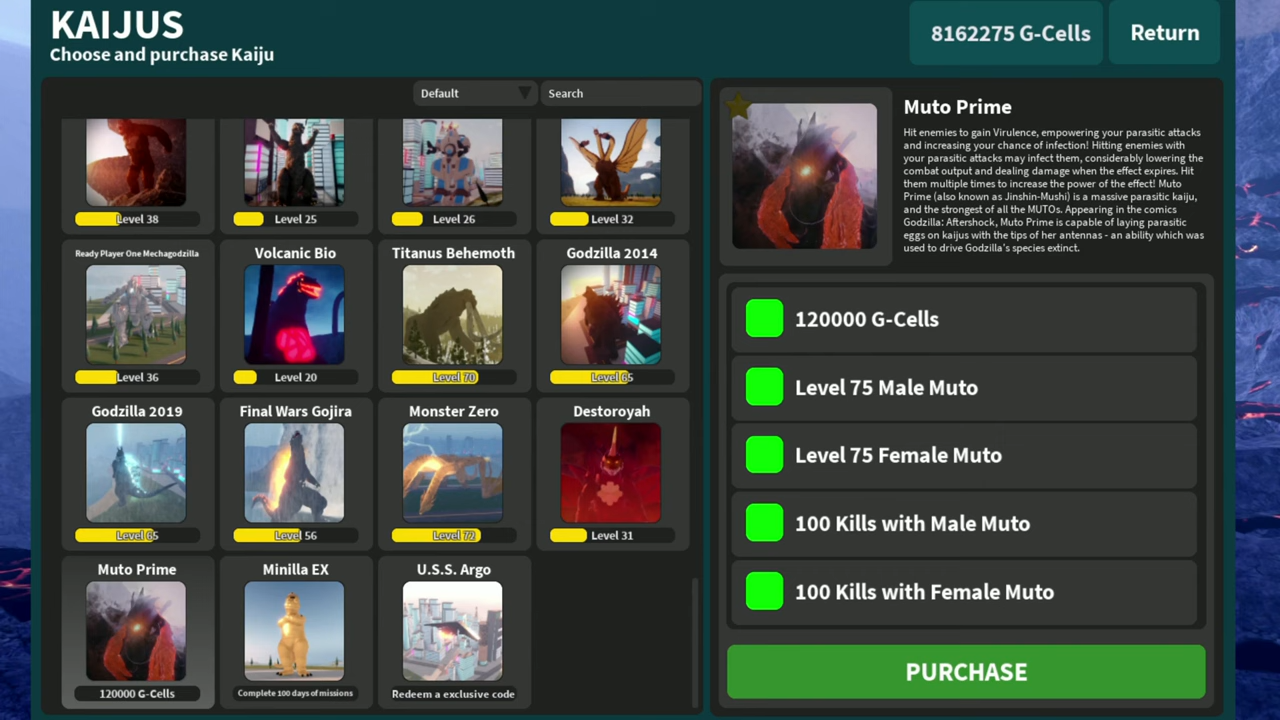 KAIJUS
Choose and purchase Kaiju
8162275 G-Cells
Return
Default
Search
Level 38
Level 25
Level 26
Level 32
Ready Player One Mechagodzilla
Volcanic Bio
Titanus Behemoth
Godzilla 2014
Level 36
Level 20
Level 70
Level 65
Godzilla 2019
Final Wars Gojira
Monster Zero
Destoroyah
Level 65
Level 56
Level 72
Level 31
Muto Prime
Minilla EX
U.S.S. Argo
120000 G-Cells
Complete 100 days of missions
Redeem a exclusive code
Muto Prime
Hit enemies to gain Virulence, empowering your parasitic attacks
and increasing your chance of infection! Hitting enemies with
your parasitic attacks may infect them, considerably lowering the
combat output and dealing damage when the effect expires. Hit
them multiple times to increase the power of the effect! Muto
Prime (also known as Jinshin-Mushi) is a massive parasitic kaiju,
and the strongest of all the MUTOs. Appearing in the comics
Godzilla: Aftershock, Muto Prime is capable of laying parasitic
eggs on kaijus with the tips of her antennas - an ability which was
used to drive Godzilla's species extinct.
120000 G-Cells
Level 75 Male Muto
Level 75 Female Muto
100 Kills with Male Muto
100 Kills with Female Muto
PURCHASE